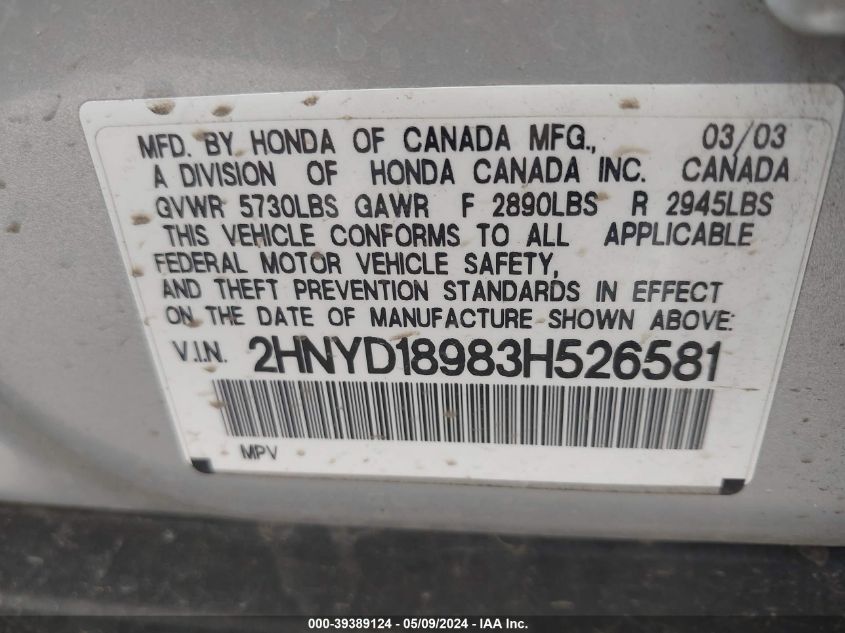 MFD. BY HONDA OF CANADA MFG., 03/03
A DIVISION OF HONDA CANADA INC. CANADA
GVWR 5730LBS GAWR F 2890LBS R 2945LBS
THIS VEHICLE CONFORMS TO ALL APPLICABLE
FEDERAL MOTOR VEHICLE SAFETY,
AND THEFT PREVENTION STANDARDS IN EFFECT
ON THE DATE OF MANUFACTURE SHOWN ABOVE:
V.I.N. 2HNYD18983H526581
MPV
000-39389124 - 05/09/2024 - IAA Inc.